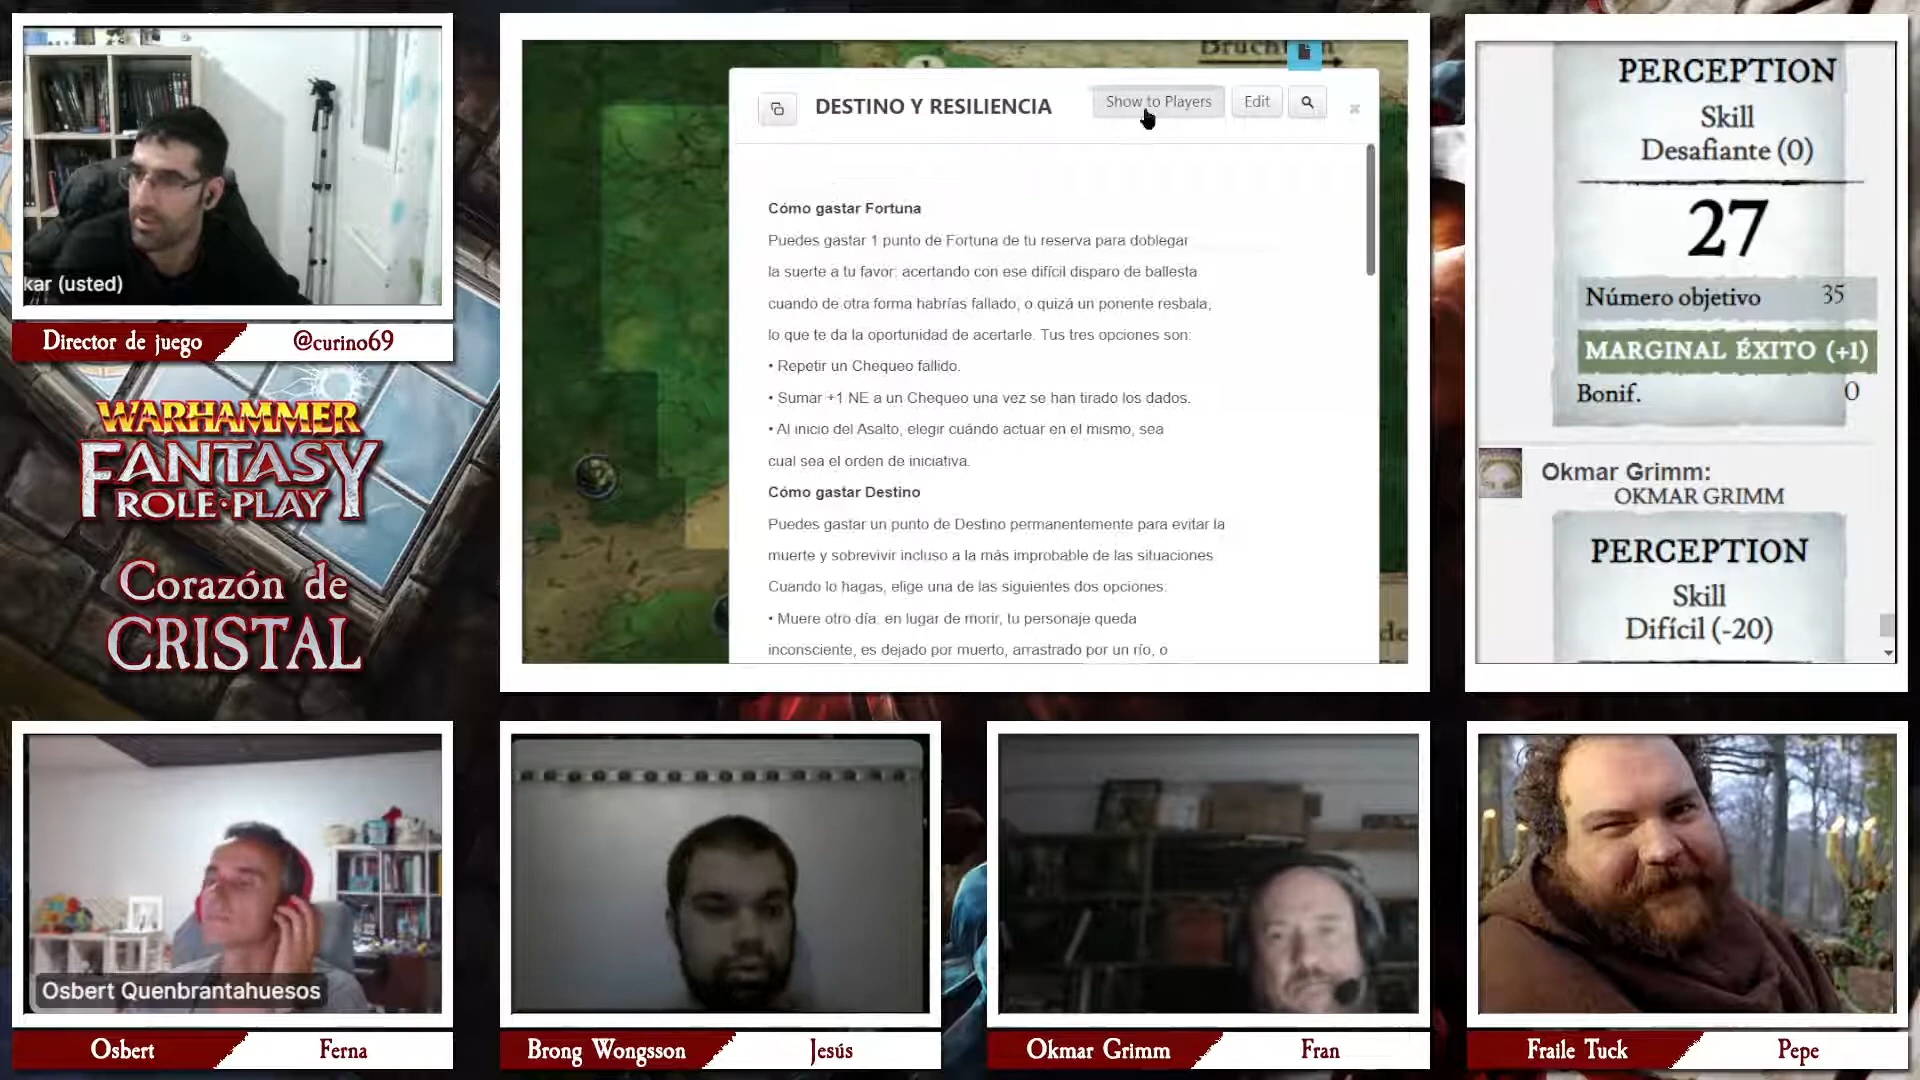 kar (usted)
Director de juego
@curino69
WARHAMMER
FANTASY
ROLE·PLAY
Corazón de
CRISTAL
DESTINO Y RESILIENCIA
Show to Players
Edit
Cómo gastar Fortuna
Puedes gastar 1 punto de Fortuna de tu reserva para doblegar
la suerte a tu favor: acertando con ese difícil disparo de ballesta
cuando de otra forma habrías fallado, o quizá un ponente resbala,
lo que te da la oportunidad de acertarle. Tus tres opciones son:
• Repetir un Chequeo fallido.
• Sumar +1 NE a un Chequeo una vez se han tirado los dados.
• Al inicio del Asalto, elegir cuándo actuar en el mismo, sea
cual sea el orden de iniciativa.
Cómo gastar Destino
Puedes gastar un punto de Destino permanentemente para evitar la
muerte y sobrevivir incluso a la más improbable de las situaciones.
Cuando lo hagas, elige una de las siguientes dos opciones:
• Muere otro día: en lugar de morir, tu personaje queda
inconsciente, es dejado por muerto, arrastrado por un río, o
de
PERCEPTION
Skill
Desafiante (0)
27
Número objetivo 35
MARGINAL ÉXITO (+1)
Bonif. 0
Okmar Grimm:
OKMAR GRIMM
PERCEPTION
Skill
Difícil (-20)
Osbert Quenbrantahuesos
Osbert
Ferna
Brong Wongsson
Jesús
Okmar Grimm
Fran
Fraile Tuck
Pepe